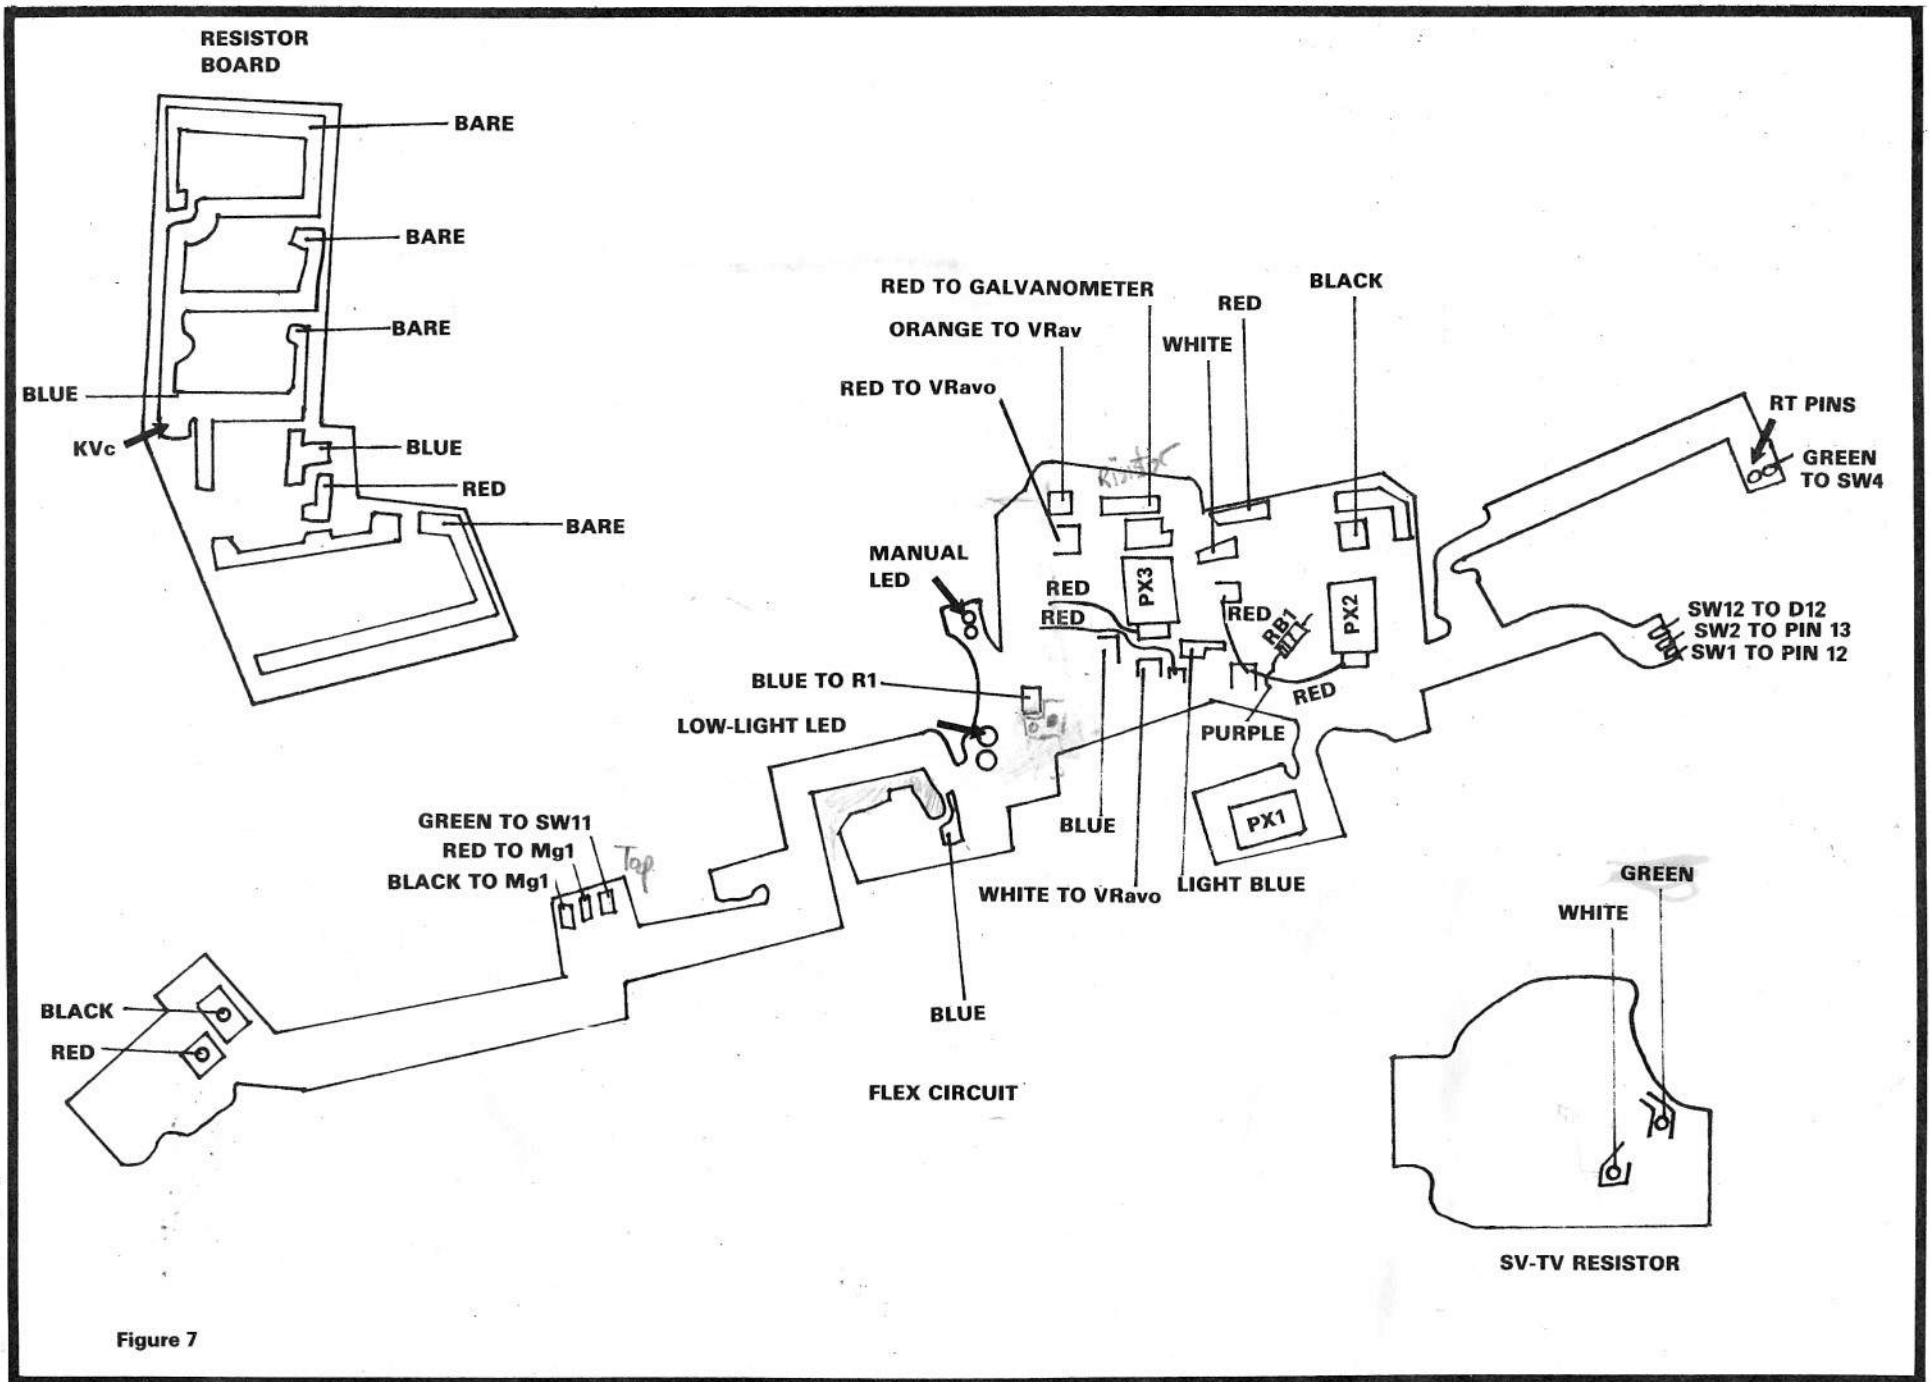 RESISTOR
BOARD
BARE
BARE
BARE
BLUE
KVc
BLUE
RED
BARE
RED TO GALVANOMETER
ORANGE TO VRav
RED TO VRavo
WHITE
RED
BLACK
Risistor
RT PINS
GREEN
TO SW4
MANUAL
LED
RED
RED
PX3
RED
RB1
PX2
SW12 TO D12
SW2 TO PIN 13
SW1 TO PIN 12
BLUE TO R1
RED
LOW-LIGHT LED
PURPLE
BLUE
PX1
GREEN TO SW11
RED TO Mg1
BLACK TO Mg1
Top
WHITE TO VRavo
LIGHT BLUE
GREEN
WHITE
BLACK
RED
BLUE
FLEX CIRCUIT
SV-TV RESISTOR
Figure 7